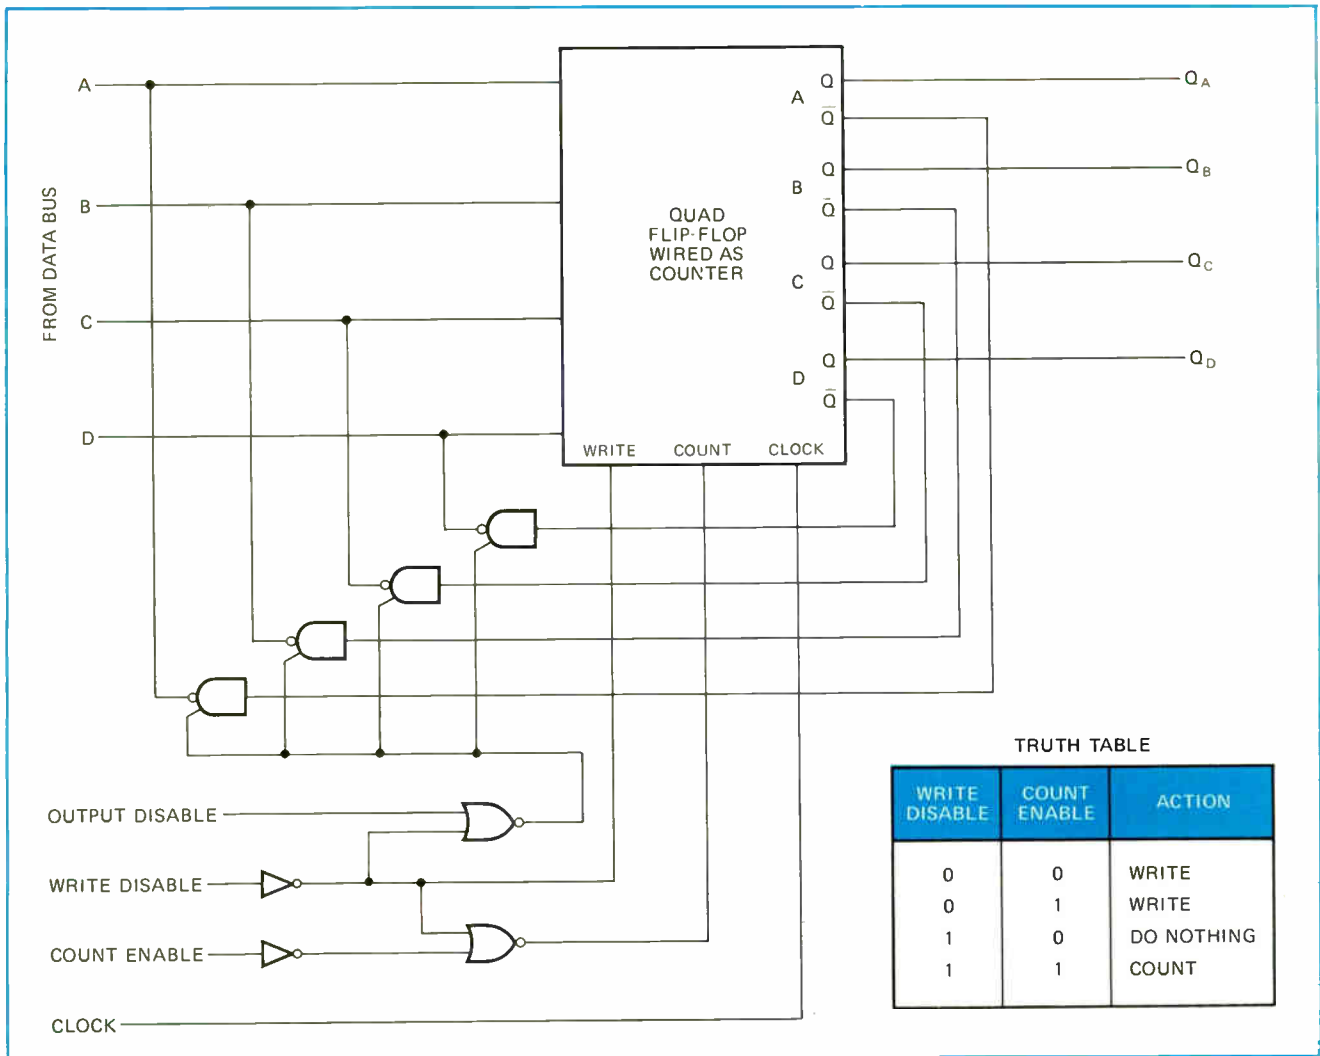 FROM DATA BUS
A
B
C
D
QUAD
FLIP-FLOP
WIRED AS
COUNTER
A
Q
Q̅
B
Q
Q̅
C
Q
Q̅
D
Q
Q̅
WRITE COUNT CLOCK
QA
QB
QC
QD
OUTPUT DISABLE
WRITE DISABLE
COUNT ENABLE
CLOCK
TRUTH TABLE
WRITE DISABLE COUNT ENABLE ACTION
0 0 WRITE
0 1 WRITE
1 0 DO NOTHING
1 1 COUNT